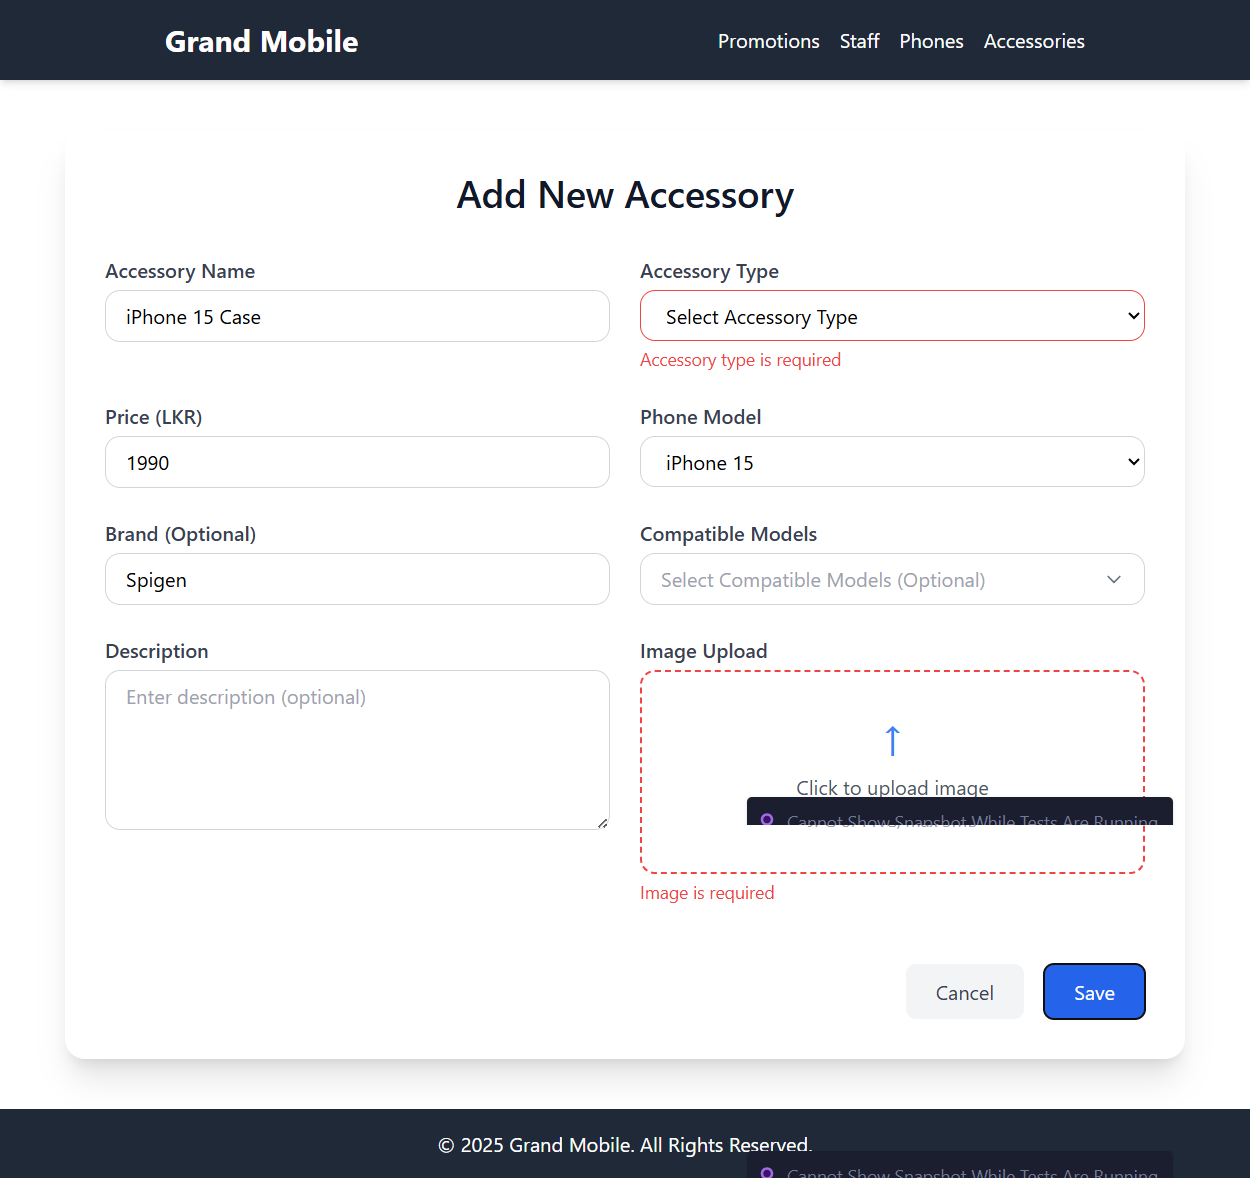 Grand Mobile
Promotions Staff Phones Accessories
Add New Accessory
Accessory Name
iPhone 15 Case
Accessory Type
Select Accessory Type
Accessory type is required
Price (LKR)
1990
Phone Model
iPhone 15
Brand (Optional)
Spigen
Compatible Models
Select Compatible Models (Optional)
Description
Enter description (optional)
Image Upload
↑
Click to upload image
Cannot Show Snapshot While Tests Are Running
Image is required
Cancel
Save
© 2025 Grand Mobile. All Rights Reserved.
Cannot Show Snapshot While Tests Are Running